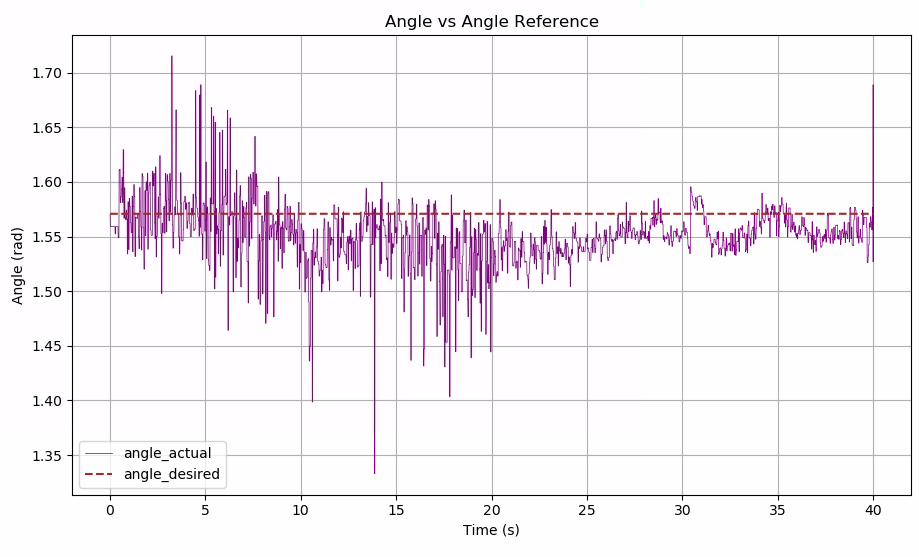 Angle vs Angle Reference
1.70
1.65
1.60
1.55
1.50
1.45
1.40
1.35
Angle (rad)
angle_actual
angle_desired
0 5 10 15 20 25 30 35 40
Time (s)